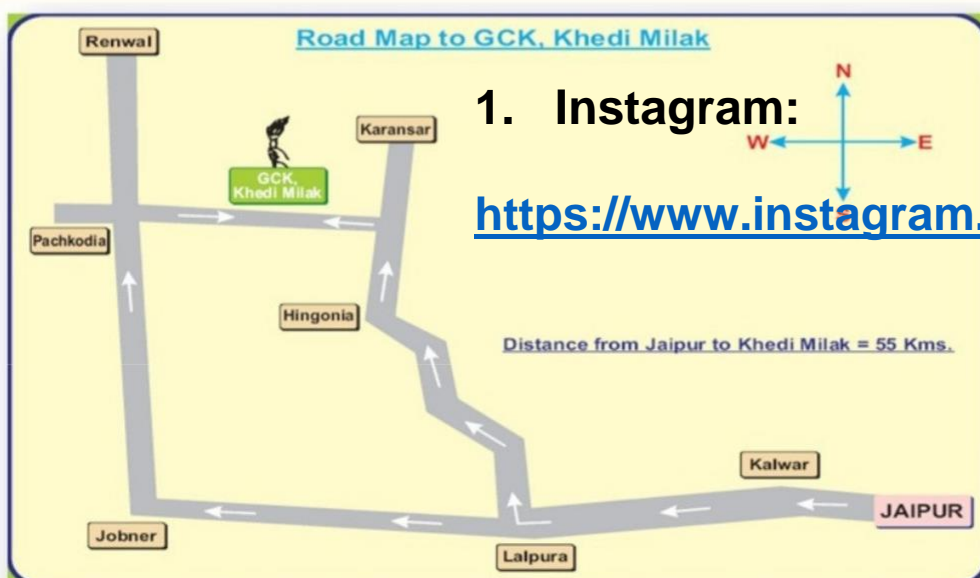 Road Map to GCK, Khedi Milak
Renwal
1. Instagram:
N
Karansar
W
E
GCK,
Khedi Milak
S
https://www.instagram.
Pachkodia
Hingonia
Distance from Jaipur to Khedi Milak = 55 Kms.
Kalwar
JAIPUR
Jobner
Lalpura